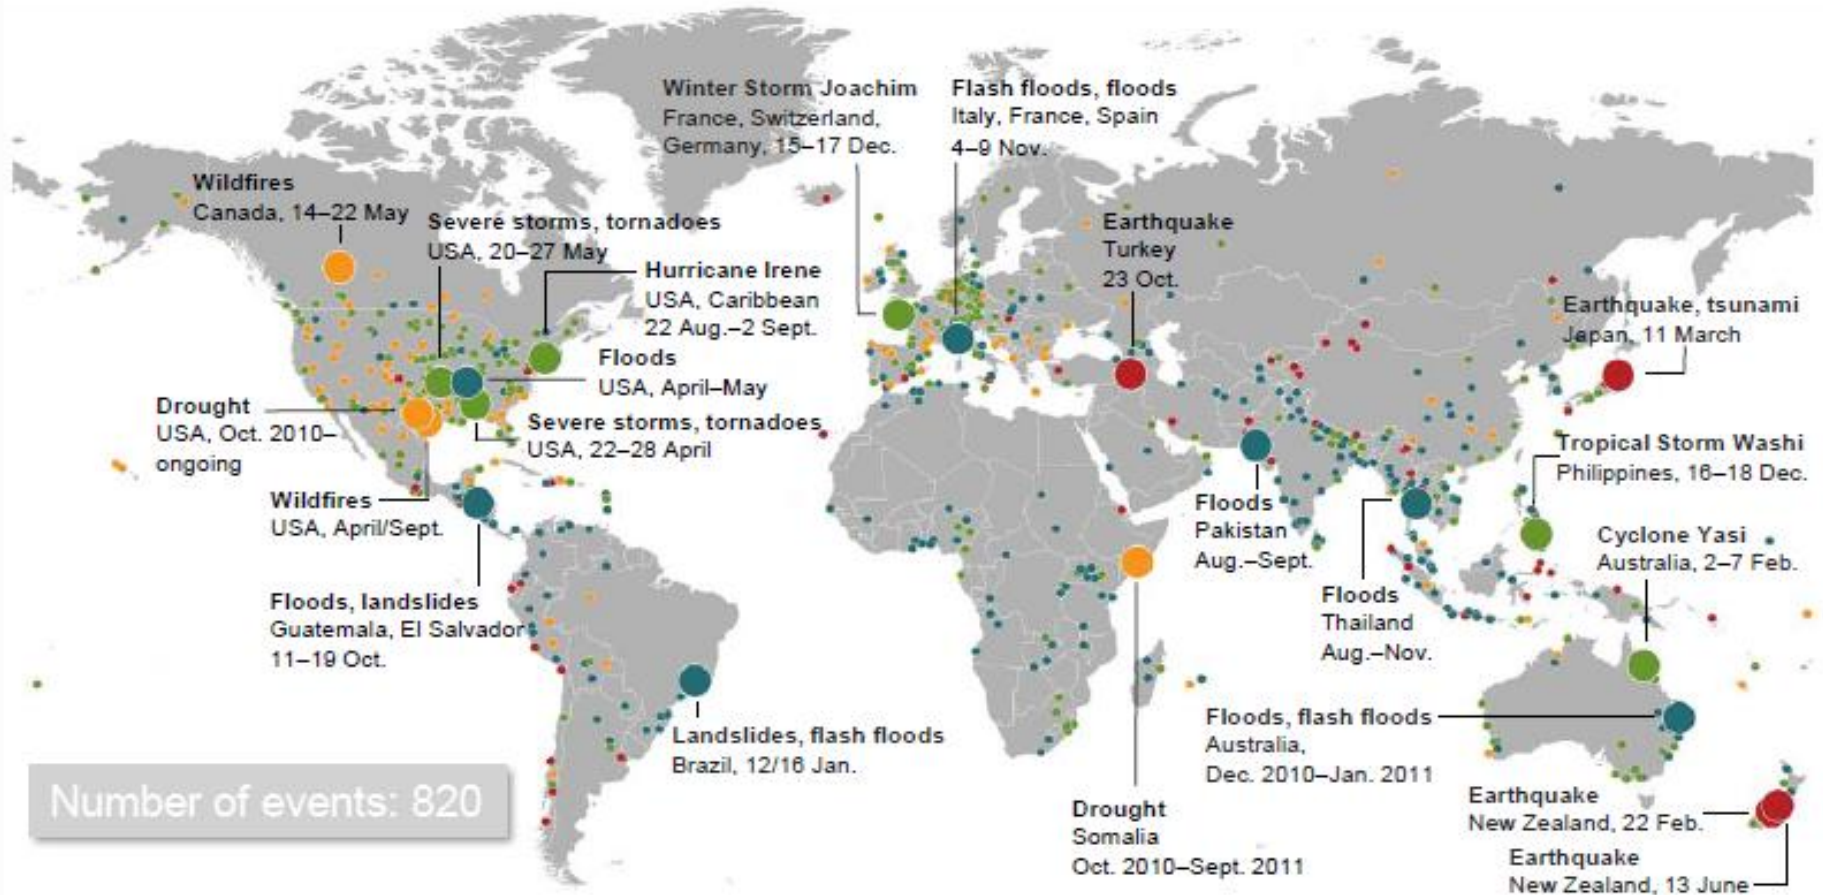 Winter Storm Joachim
France, Switzerland,
Germany, 15–17 Dec.
Flash floods, floods
Italy, France, Spain
4–9 Nov.
Wildfires
Canada, 14–22 May
Severe storms, tornadoes
USA, 20–27 May
Hurricane Irene
USA, Caribbean
22 Aug.–2 Sept.
Earthquake
Turkey
23 Oct.
Earthquake, tsunami
Japan, 11 March
Floods
USA, April–May
Drought
USA, Oct. 2010–
ongoing
Severe storms, tornadoes
USA, 22–28 April
Wildfires
USA, April/Sept.
Tropical Storm Washi
Philippines, 16–18 Dec.
Floods
Pakistan
Aug.–Sept.
Cyclone Yasi
Australia, 2–7 Feb.
Floods, landslides
Guatemala, El Salvador
11–19 Oct.
Floods
Thailand
Aug.–Nov.
Landslides, flash floods
Brazil, 12/16 Jan.
Floods, flash floods
Australia,
Dec. 2010–Jan. 2011
Number of events: 820
Drought
Somalia
Oct. 2010–Sept. 2011
Earthquake
New Zealand, 22 Feb.
Earthquake
New Zealand, 13 June